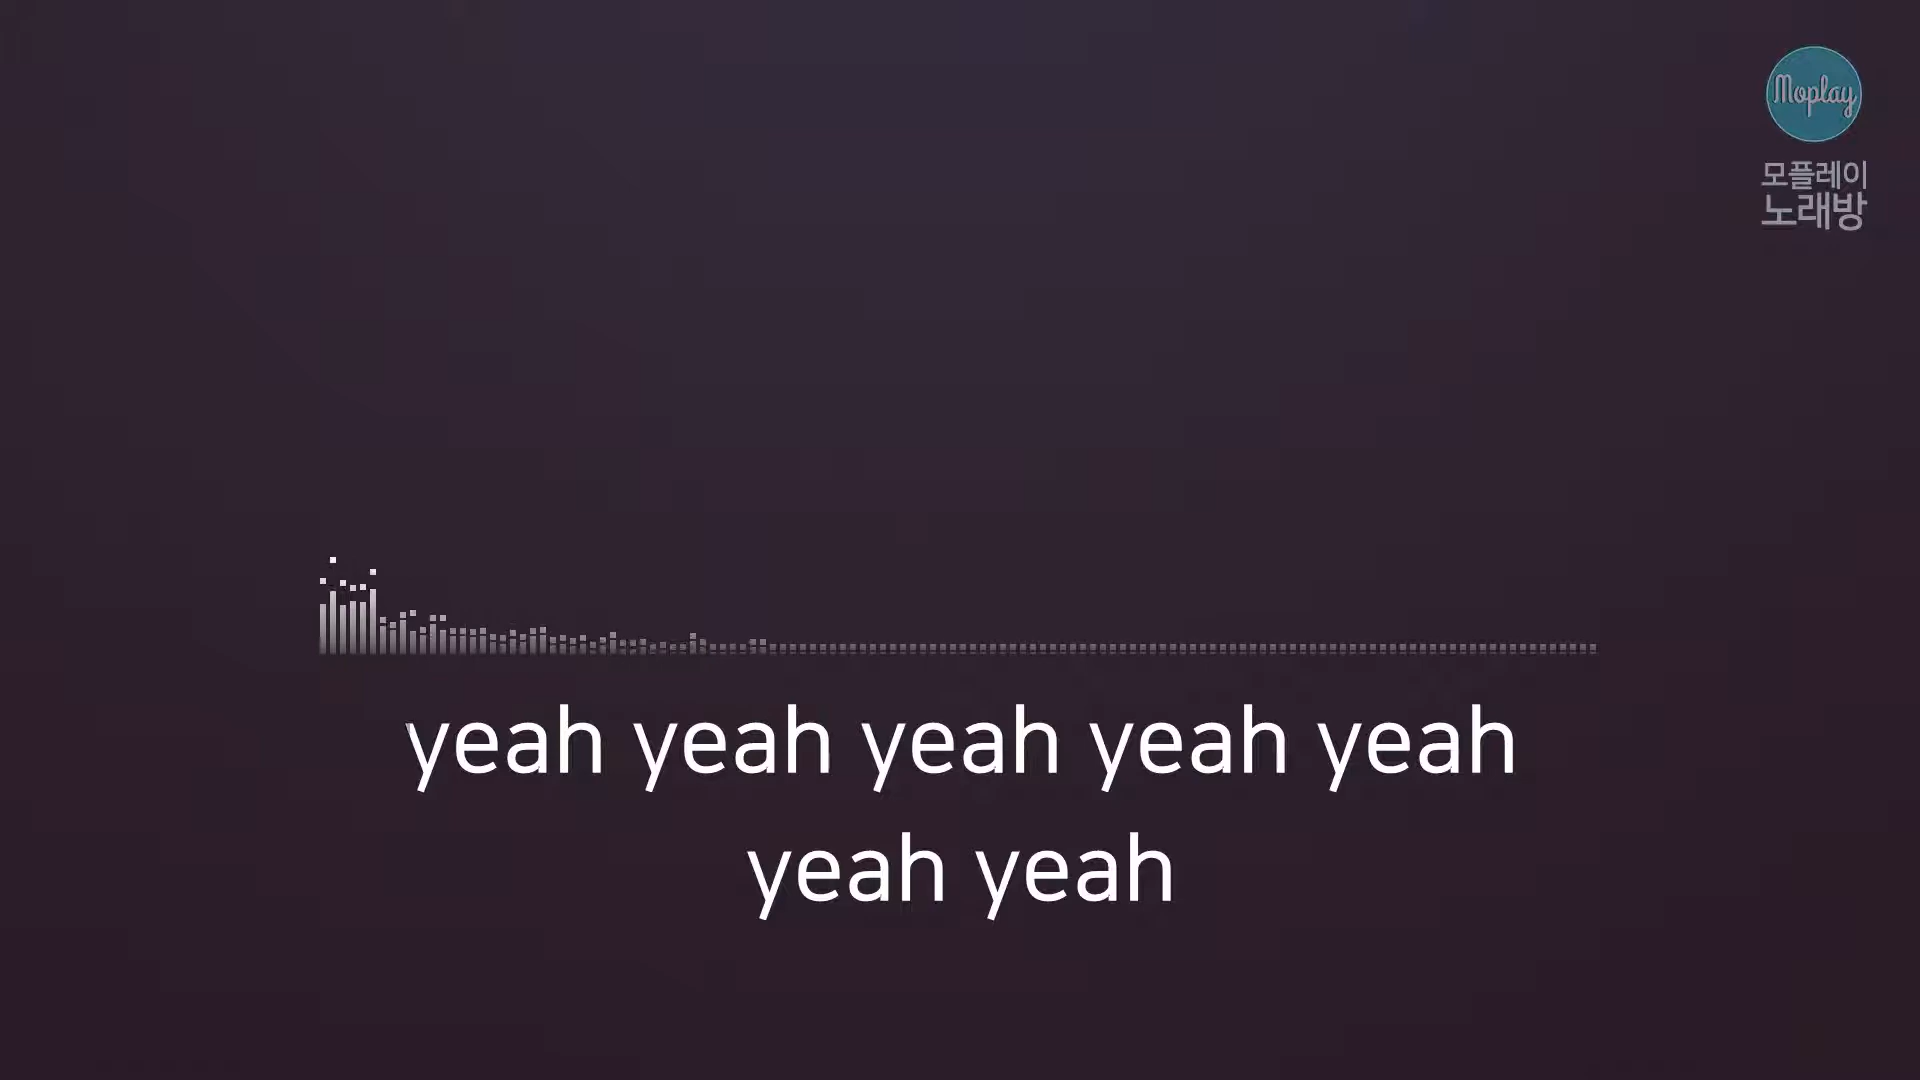 Moplay
모플레이
노래방
yeah yeah yeah yeah yeah
yeah yeah